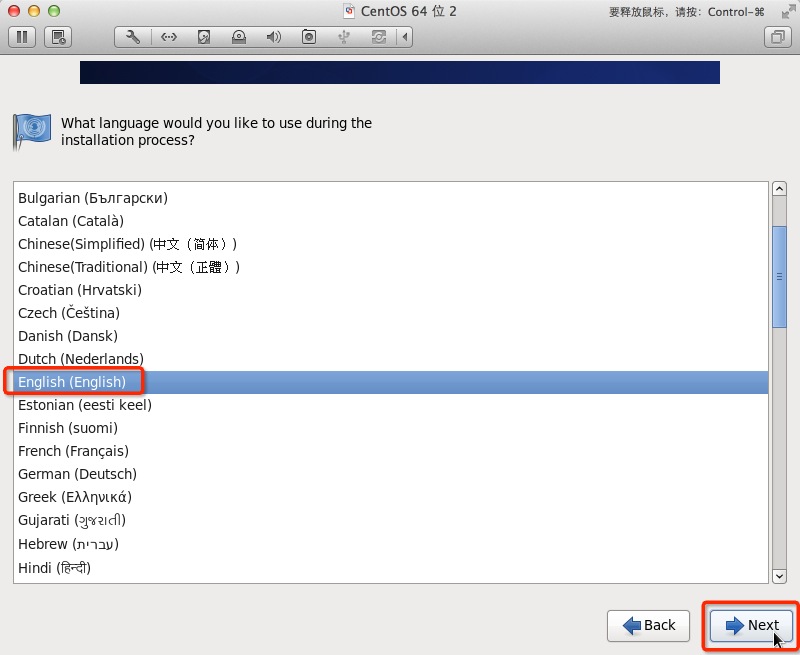 CentOS 64 位 2
要释放鼠标，请按：Control-⌘
What language would you like to use during the
installation process?
Bulgarian (Български)
Catalan (Català)
Chinese(Simplified) (中文（简体）)
Chinese(Traditional) (中文（正體）)
Croatian (Hrvatski)
Czech (Čeština)
Danish (Dansk)
Dutch (Nederlands)
English (English)
Estonian (eesti keel)
Finnish (suomi)
French (Français)
German (Deutsch)
Greek (Ελληνικά)
Gujarati (ગુજરાતી)
Hebrew (עברית)
Hindi (हिन्दी)
Back
Next